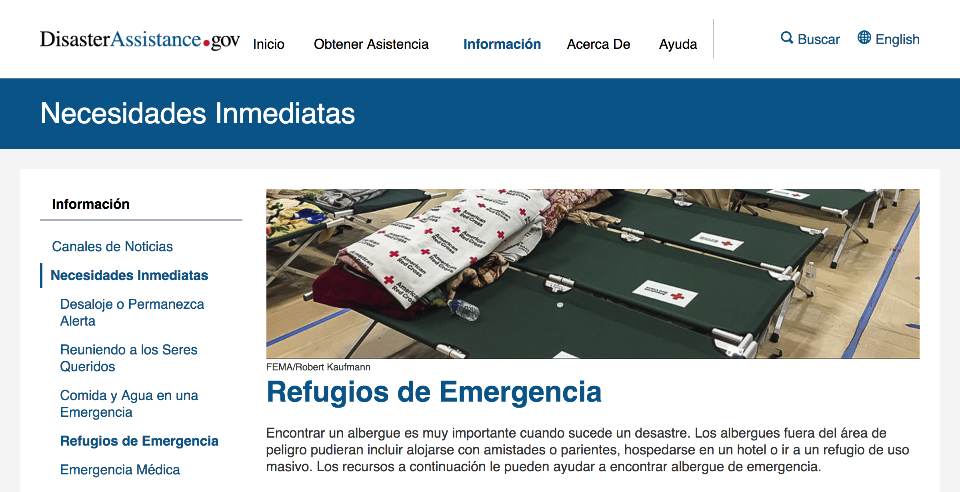 DisasterAssistance.gov
Inicio Obtener Asistencia Información Acerca De Ayuda Buscar English
Necesidades Inmediatas
Información
Canales de Noticias
Necesidades Inmediatas
Desaloje o Permanezca
Alerta
Reuniendo a los Seres
Queridos
Comida y Agua en una
Emergencia
Refugios de Emergencia
Emergencia Médica
American
Red Cross
FEMA/Robert Kaufmann
Refugios de Emergencia
Encontrar un albergue es muy importante cuando sucede un desastre. Los albergues fuera del área de
peligro pudieran incluir alojarse con amistades o parientes, hospedarse en un hotel o ir a un refugio de uso
masivo. Los recursos a continuación le pueden ayudar a encontrar albergue de emergencia.